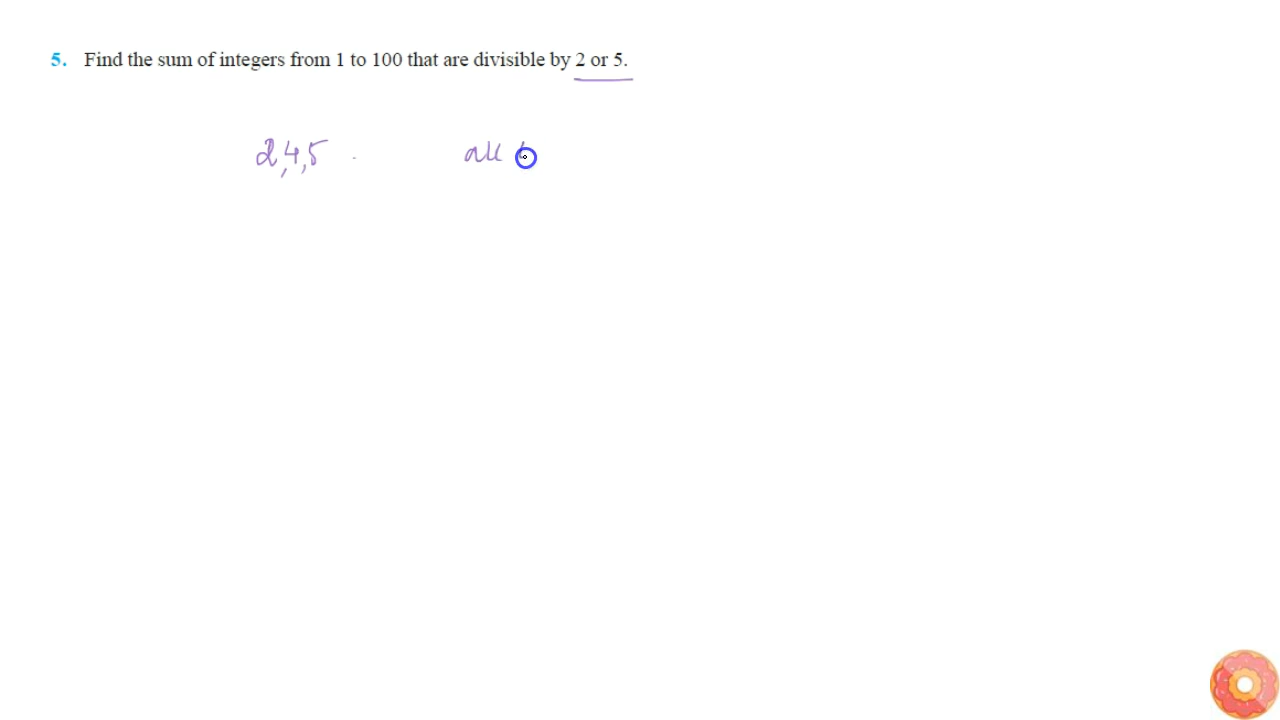 5. Find the sum of integers from 1 to 100 that are divisible by 2 or 5.
2,4,5 . all